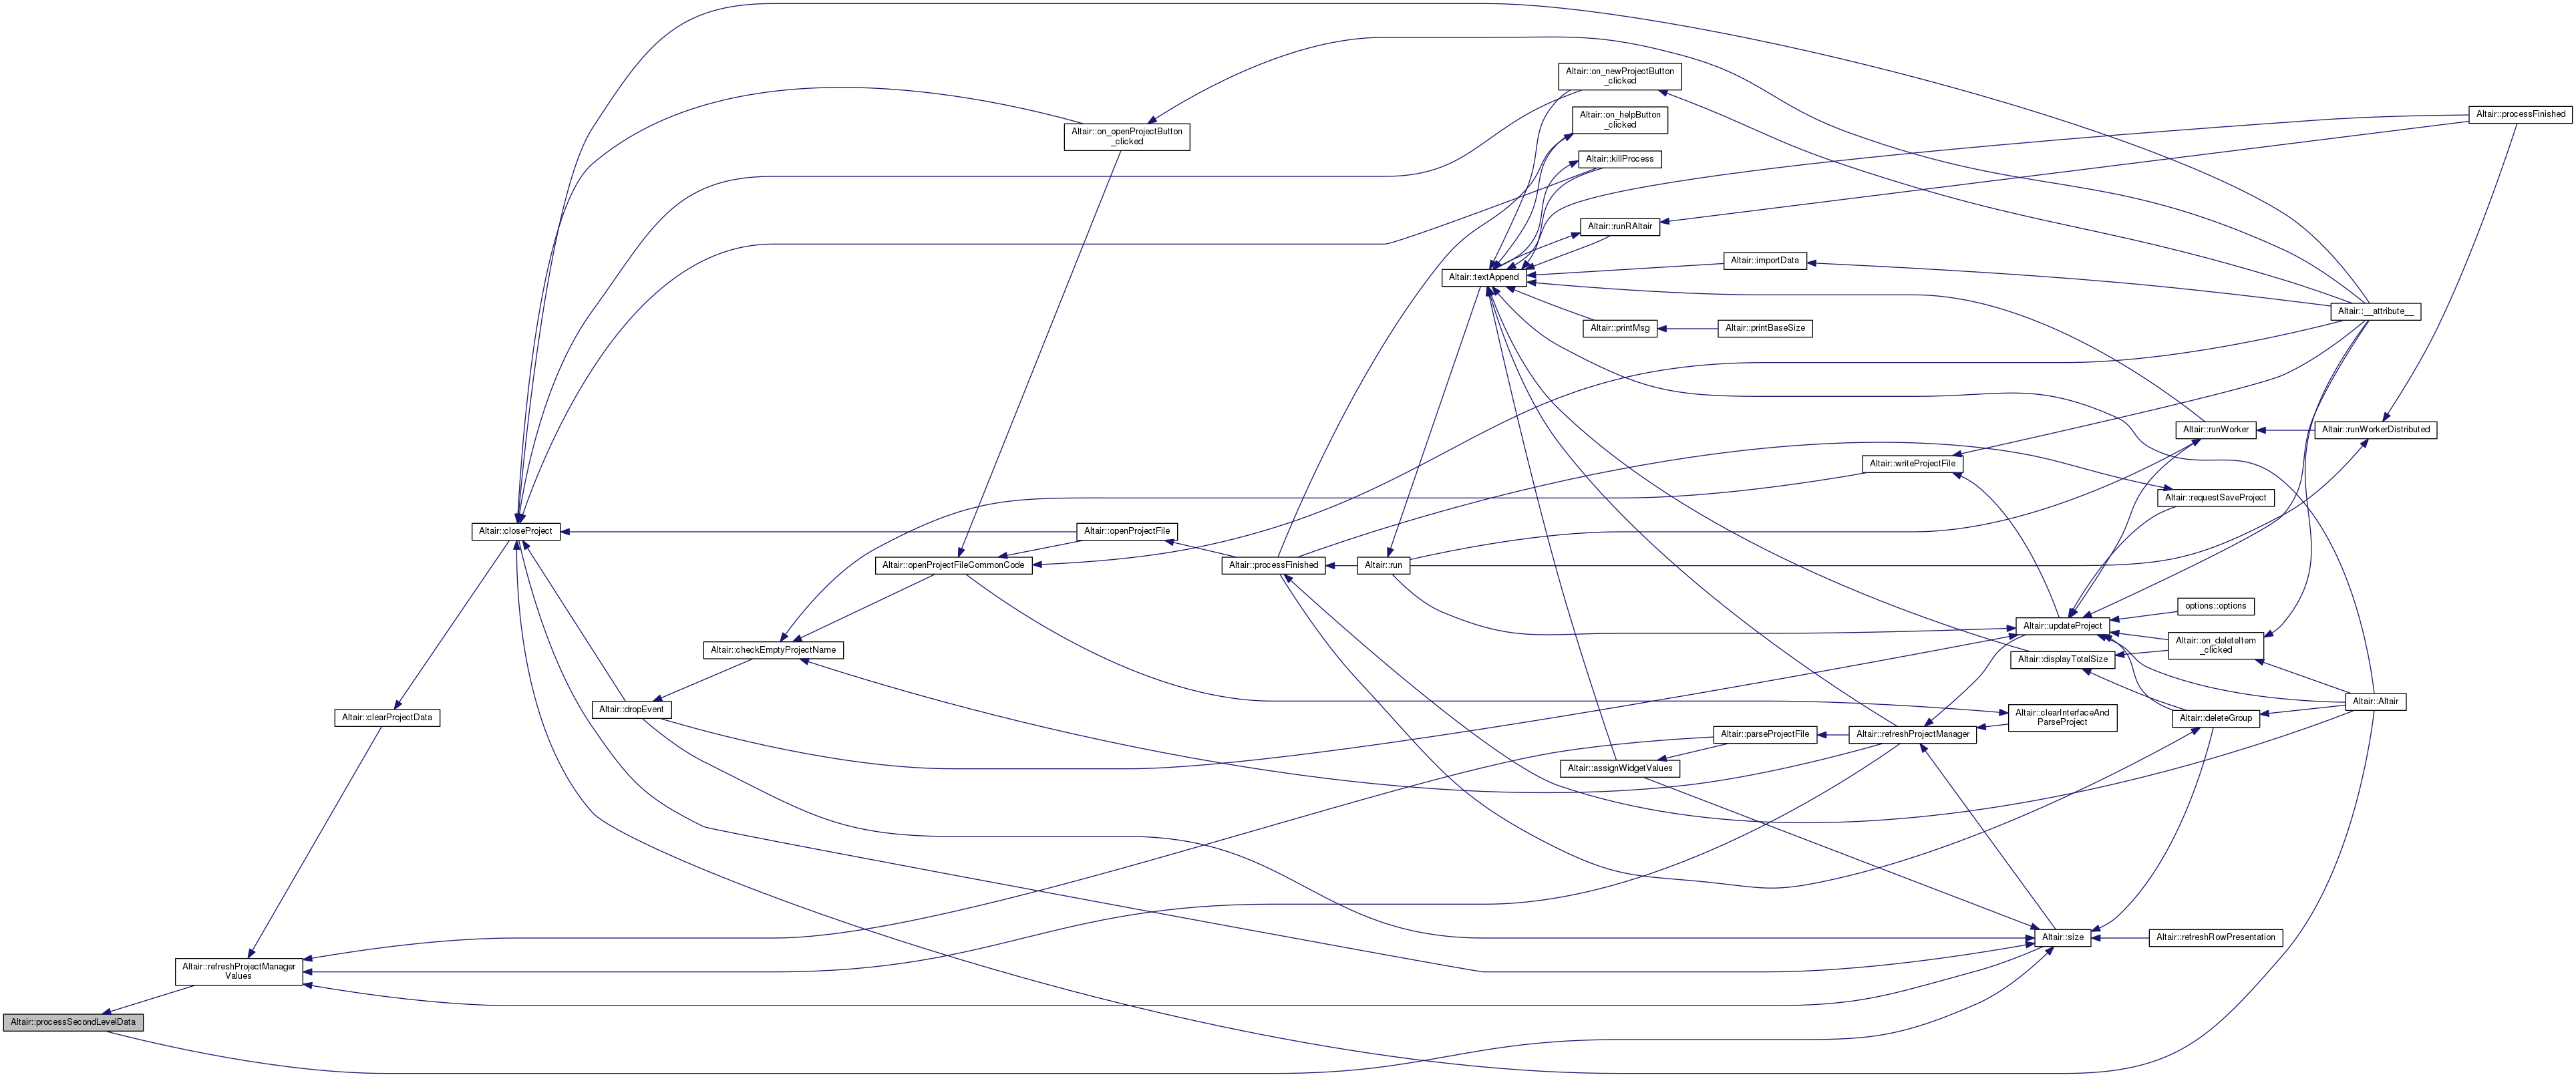 Altair::on_newProjectButton
_clicked
Altair::on_helpButton
_clicked
Altair::processFinished
Altair::on_openProjectButton
_clicked
Altair::killProcess
Altair::runRAltair
Altair::importData
Altair::textAppend
Altair::__attribute__
Altair::printMsg
Altair::printBaseSize
Altair::runWorker
Altair::runWorkerDistributed
Altair::writeProjectFile
Altair::requestSaveProject
Altair::closeProject
Altair::openProjectFile
Altair::openProjectFileCommonCode
Altair::processFinished
Altair::run
options::options
Altair::updateProject
Altair::on_deleteItem
_clicked
Altair::checkEmptyProjectName
Altair::displayTotalSize
Altair::Altair
Altair::dropEvent
Altair::clearProjectData
Altair::clearInterfaceAnd
ParseProject
Altair::deleteGroup
Altair::parseProjectFile
Altair::refreshProjectManager
Altair::assignWidgetValues
Altair::size
Altair::refreshRowPresentation
Altair::refreshProjectManager
Values
Altair::processSecondLevelData